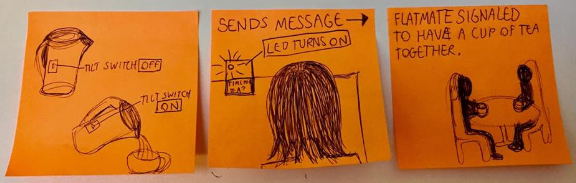 TILT SWITCH OFF
TILT SWITCH
ON
SENDS MESSAGE →
LED TURNS ON
FLATMATE SIGNALED
TO HAVE A CUP OF TEA
TOGETHER.